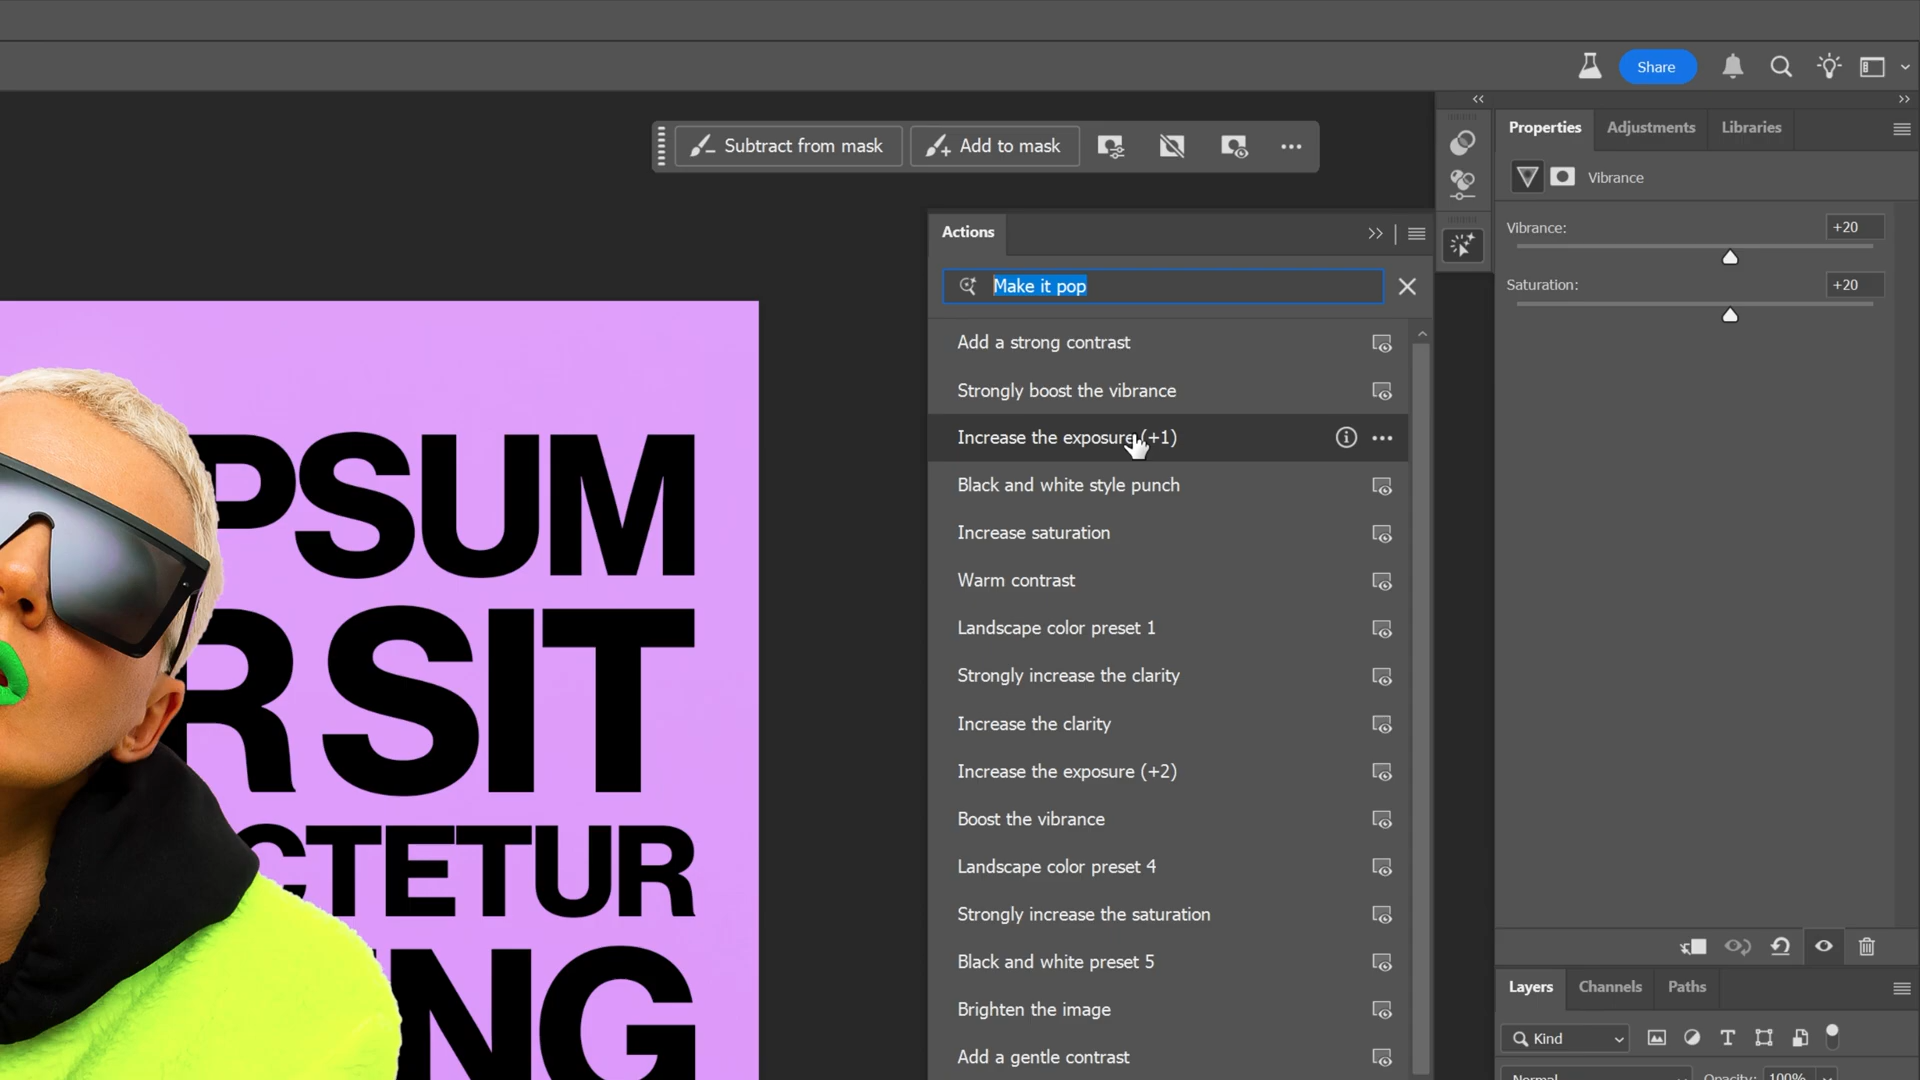 Share
Subtract from mask
Add to mask
Properties
Adjustments
Libraries
Vibrance
Vibrance:
+20
Saturation:
+20
Actions
Make it pop
Add a strong contrast
Strongly boost the vibrance
Increase the exposure (+1)
Black and white style punch
Increase saturation
Warm contrast
Landscape color preset 1
Strongly increase the clarity
Increase the clarity
Increase the exposure (+2)
Boost the vibrance
Landscape color preset 4
Strongly increase the saturation
Black and white preset 5
Brighten the image
Add a gentle contrast
PSUM
R SIT
CTETUR
NG
Layers
Channels
Paths
Kind
Normal
Opacity:
100%